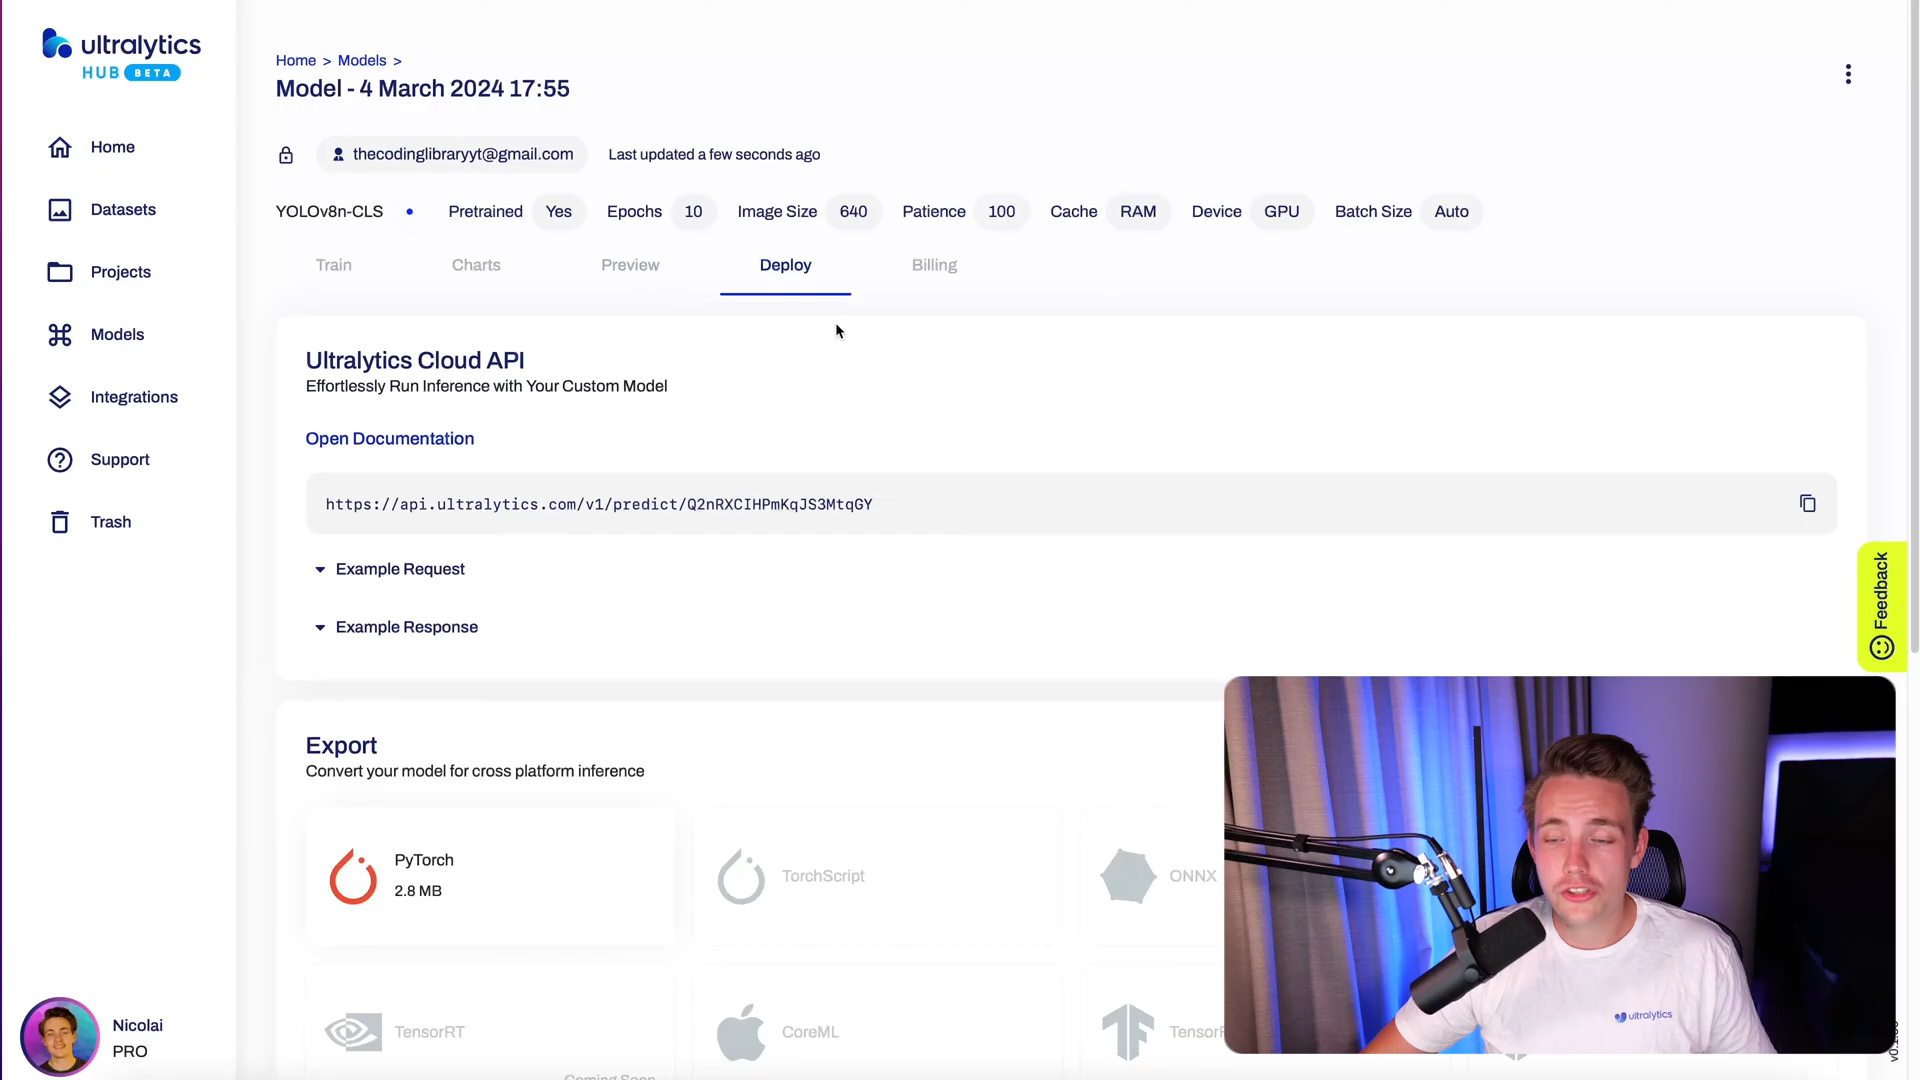 ultralytics
HUB BETA
Home
Datasets
Projects
Models
Integrations
Support
Trash
Nicolai
PRO
Home > Models >
Model - 4 March 2024 17:55
thecodinglibraryyt@gmail.com Last updated a few seconds ago
YOLOv8n-CLS Pretrained Yes Epochs 10 Image Size 640 Patience 100 Cache RAM Device GPU Batch Size Auto
Train Charts Preview Deploy Billing
Ultralytics Cloud API
Effortlessly Run Inference with Your Custom Model
Open Documentation
https://api.ultralytics.com/v1/predict/Q2nRXCIHPmKqJS3MtqGY
Example Request
Example Response
Export
Convert your model for cross platform inference
PyTorch
2.8 MB
TorchScript
ONNX
TensorRT
CoreML
Coming Soon
Feedback
ultralytics